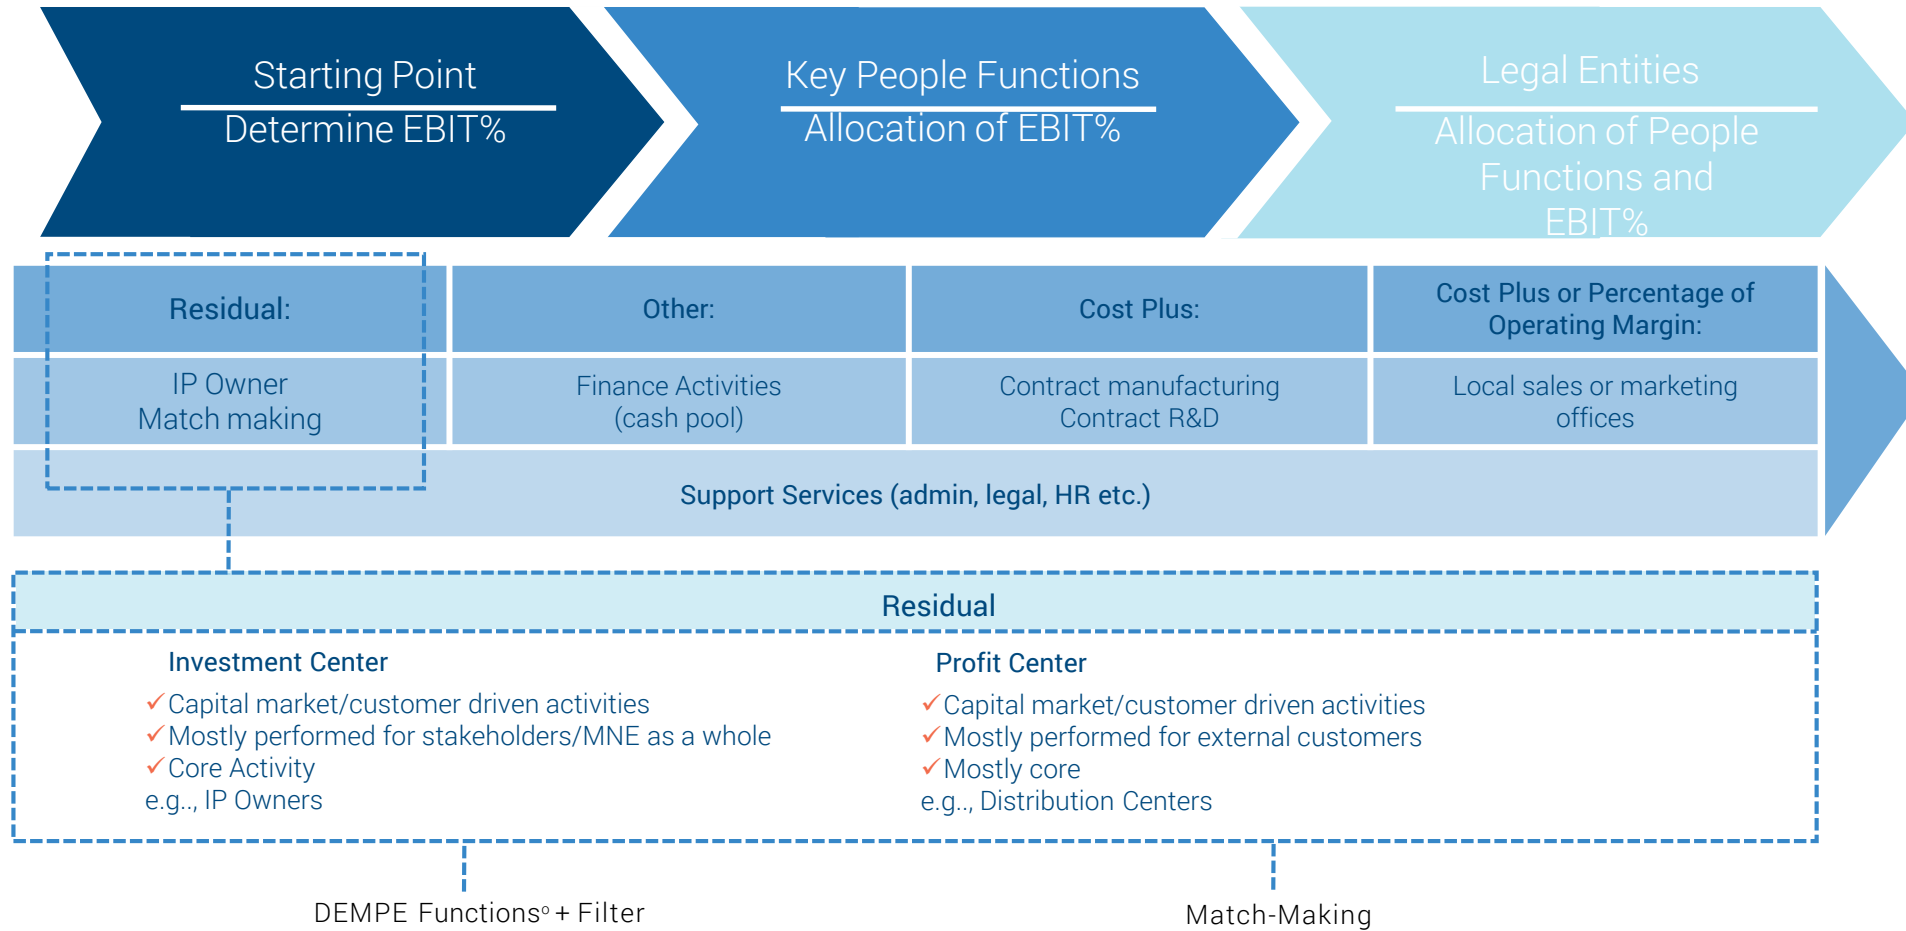 Starting Point
Determine EBIT%
Key People Functions
Allocation of EBIT%
Legal Entities
Allocation of People
Functions and
EBIT%
Residual:
Other:
Cost Plus:
Cost Plus or Percentage of
Operating Margin:
IP Owner
Match making
Finance Activities
(cash pool)
Contract manufacturing
Contract R&D
Local sales or marketing
offices
Support Services (admin, legal, HR etc.)
Residual
Investment Center
✓Capital market/customer driven activities
✓Mostly performed for stakeholders/MNE as a whole
✓Core Activity
e.g.., IP Owners
Profit Center
✓Capital market/customer driven activities
✓Mostly performed for external customers
✓Mostly core
e.g.., Distribution Centers
DEMPE Functionsº + Filter
Match-Making